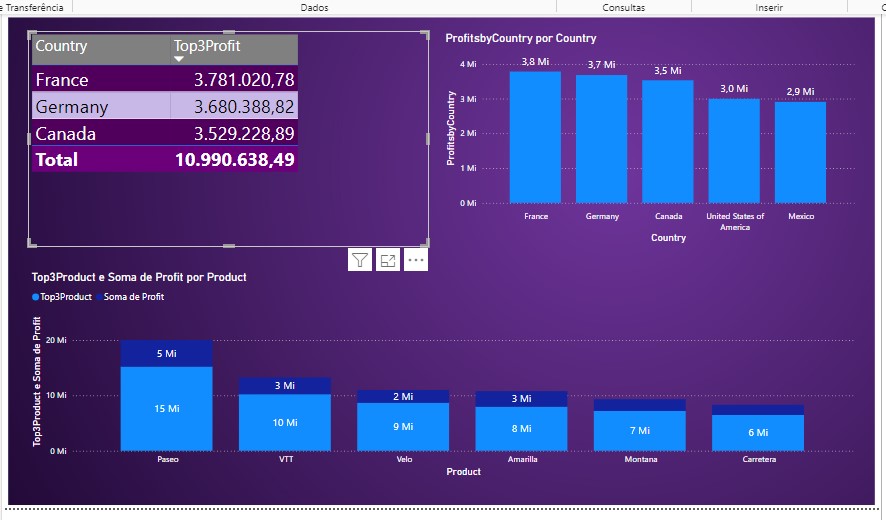 e Transferência
Dados
Consultas
Inserir
Country Top3Profit
France 3.781.020,78
Germany 3.680.388,82
Canada 3.529.228,89
Total 10.990.638,49
ProfitsbyCountry por Country
ProfitsbyCountry
4 Mi
3 Mi
2 Mi
1 Mi
0 Mi
3,8 Mi
3,7 Mi
3,5 Mi
3,0 Mi
2,9 Mi
France
Germany
Canada
United States of
America
Mexico
Country
Top3Product e Soma de Profit por Product
Top3Product Soma de Profit
Top3Product e Soma de Profit
20 Mi
10 Mi
0 Mi
5 Mi
15 Mi
3 Mi
10 Mi
2 Mi
9 Mi
3 Mi
8 Mi
7 Mi
6 Mi
Paseo
VTT
Velo
Amarilla
Montana
Carretera
Product